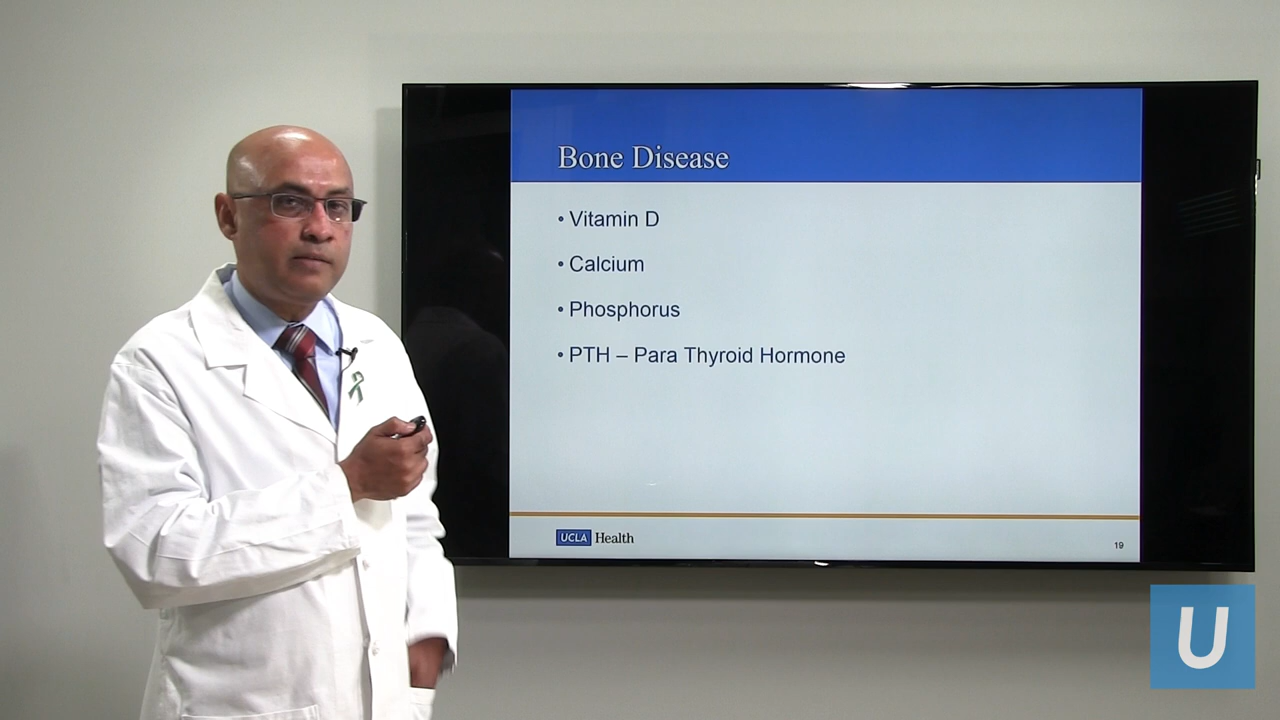 Bone Disease
• Vitamin D
• Calcium
• Phosphorus
• PTH – Para Thyroid Hormone
UCLA Health
19
U